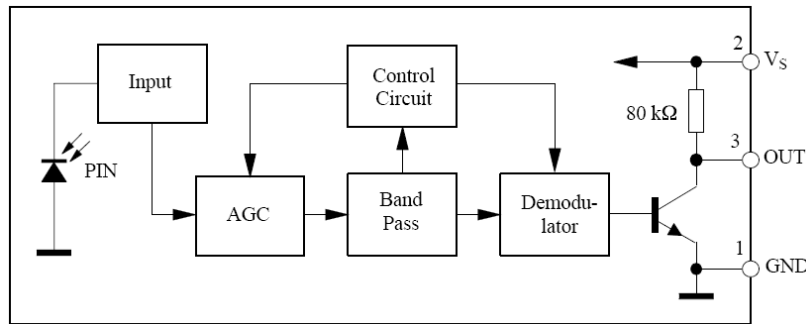 Input
PIN
AGC
Control
Circuit
Band
Pass
Demodu-
lator
80 kΩ
2
VS
3
OUT
1
GND